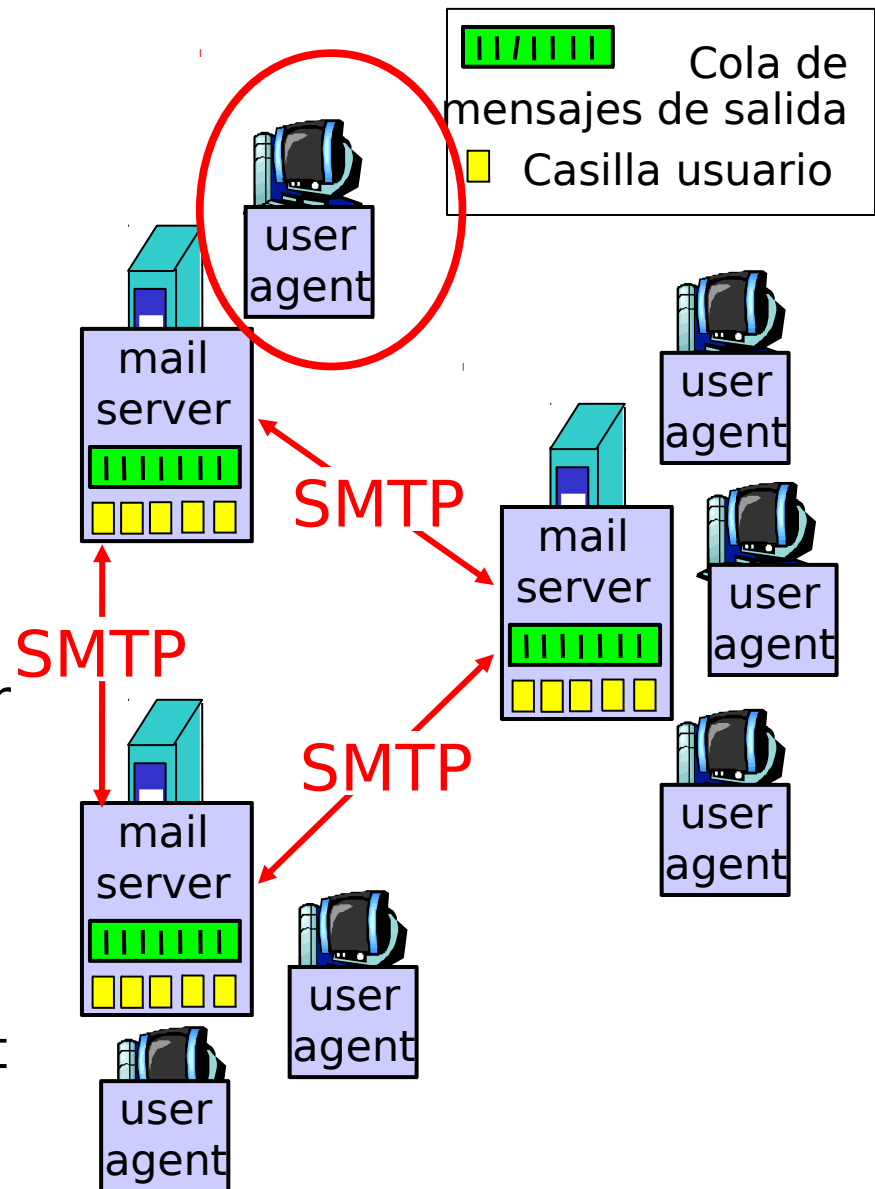 Cola de
mensajes de salida
Casilla usuario
user
agent
mail
server
user
agent
SMTP
mail
server
user
agent
SMTP
r
SMTP
user
agent
mail
server
user
agent
t
user
agent